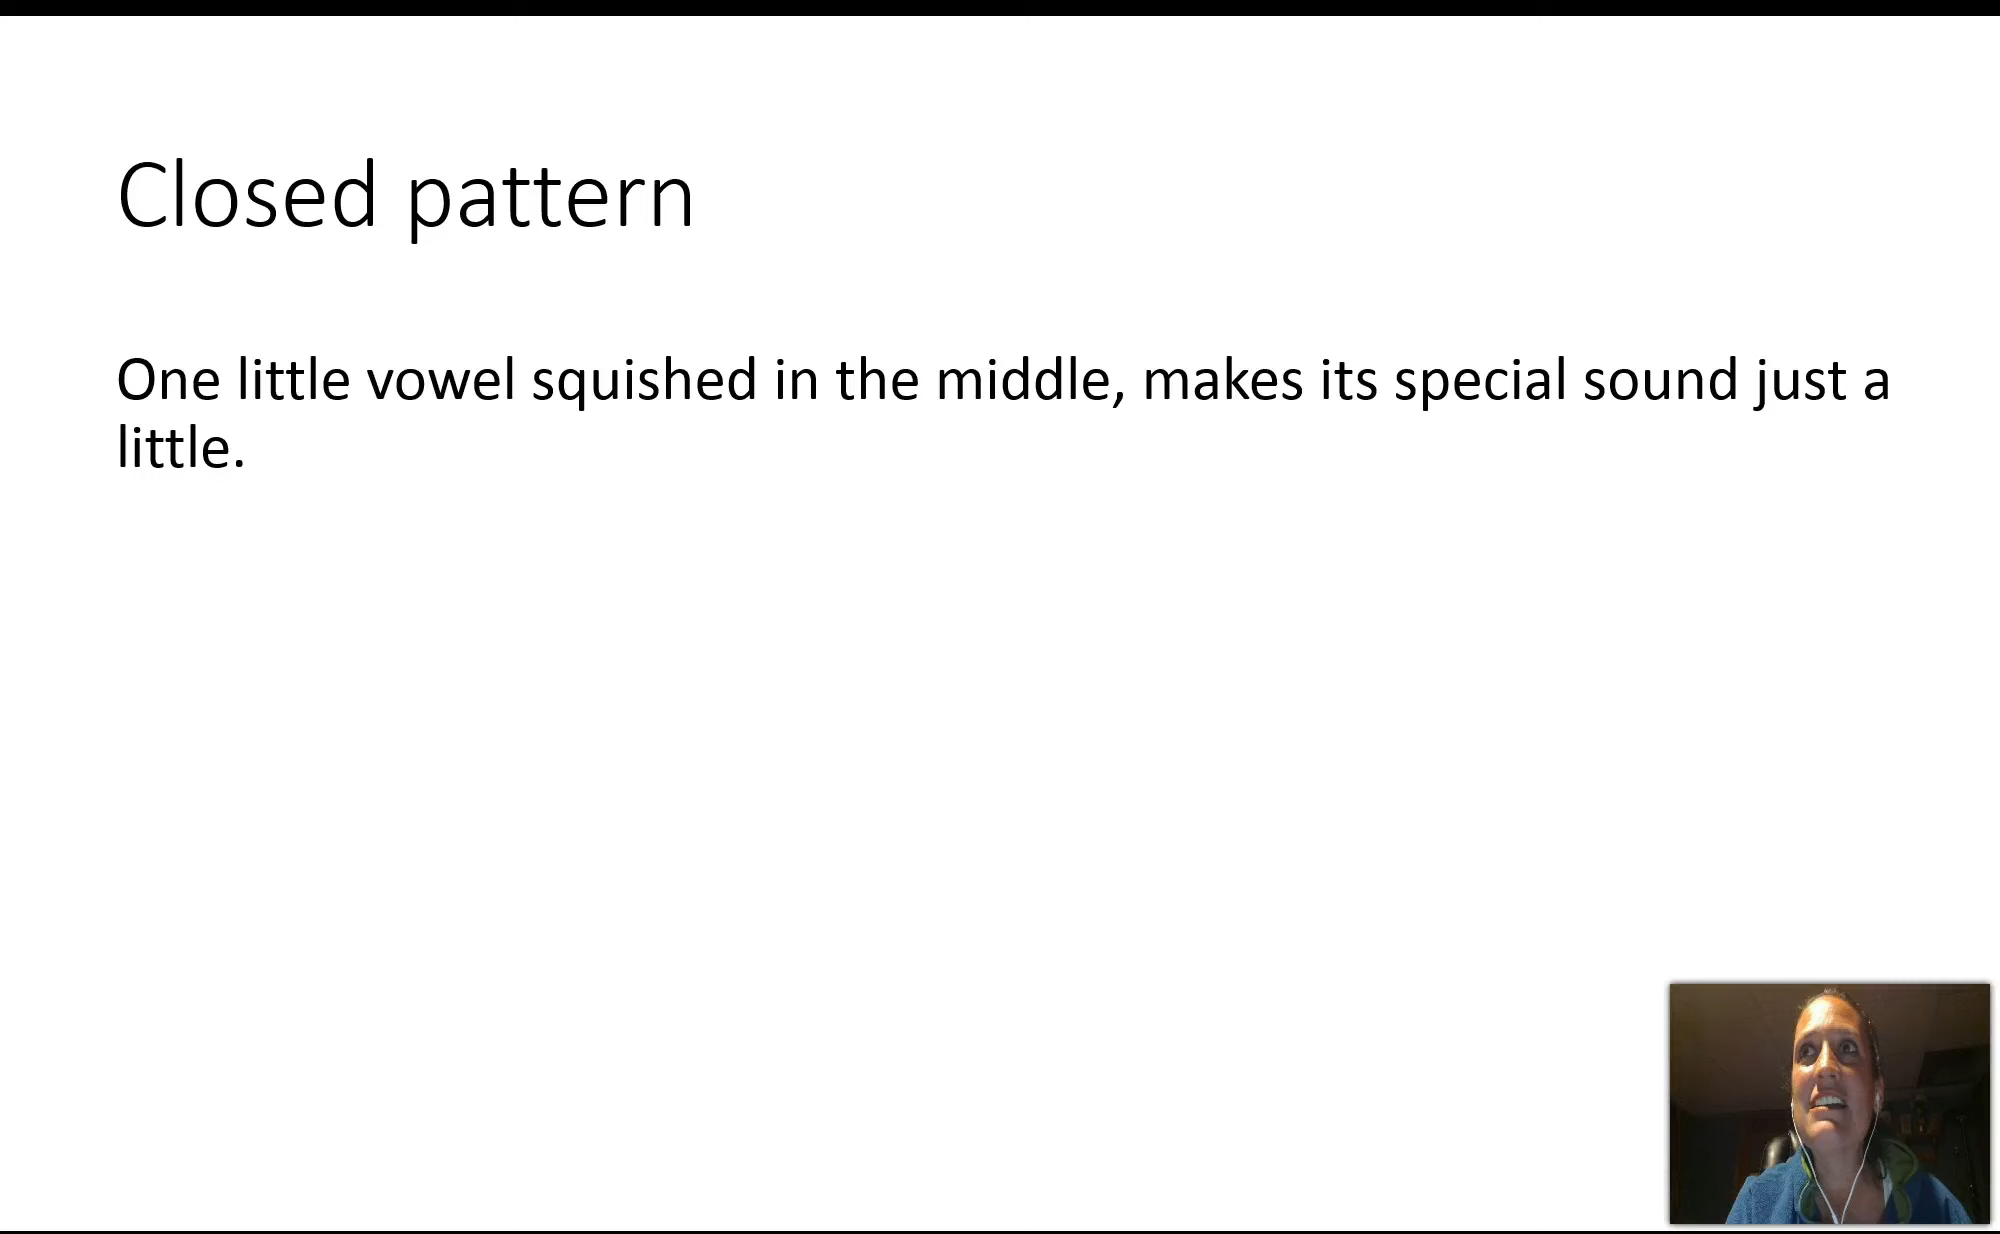 Closed pattern
One little vowel squished in the middle, makes its special sound just a
little.